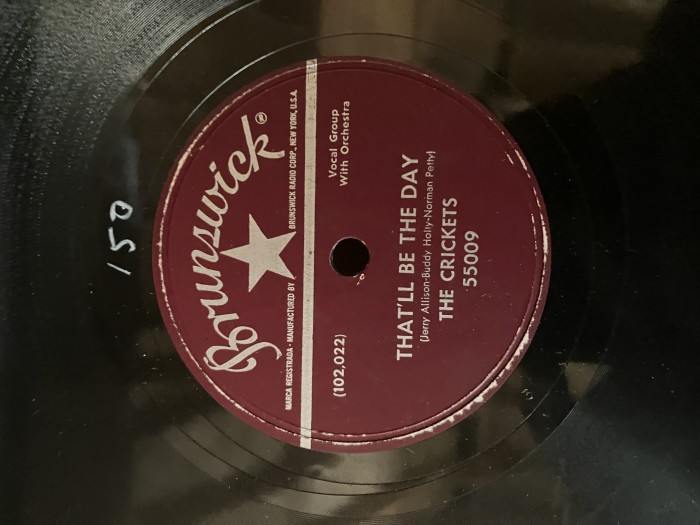 150
Brunswick®
MARCA REGISTRADA - MANUFACTURED BY BRUNSWICK RADIO CORP., NEW YORK, U.S.A.
Vocal Group
With Orchestra
(102,022)
THAT'LL BE THE DAY
(Jerry Allison-Buddy Holly-Norman Petty)
THE CRICKETS
55009